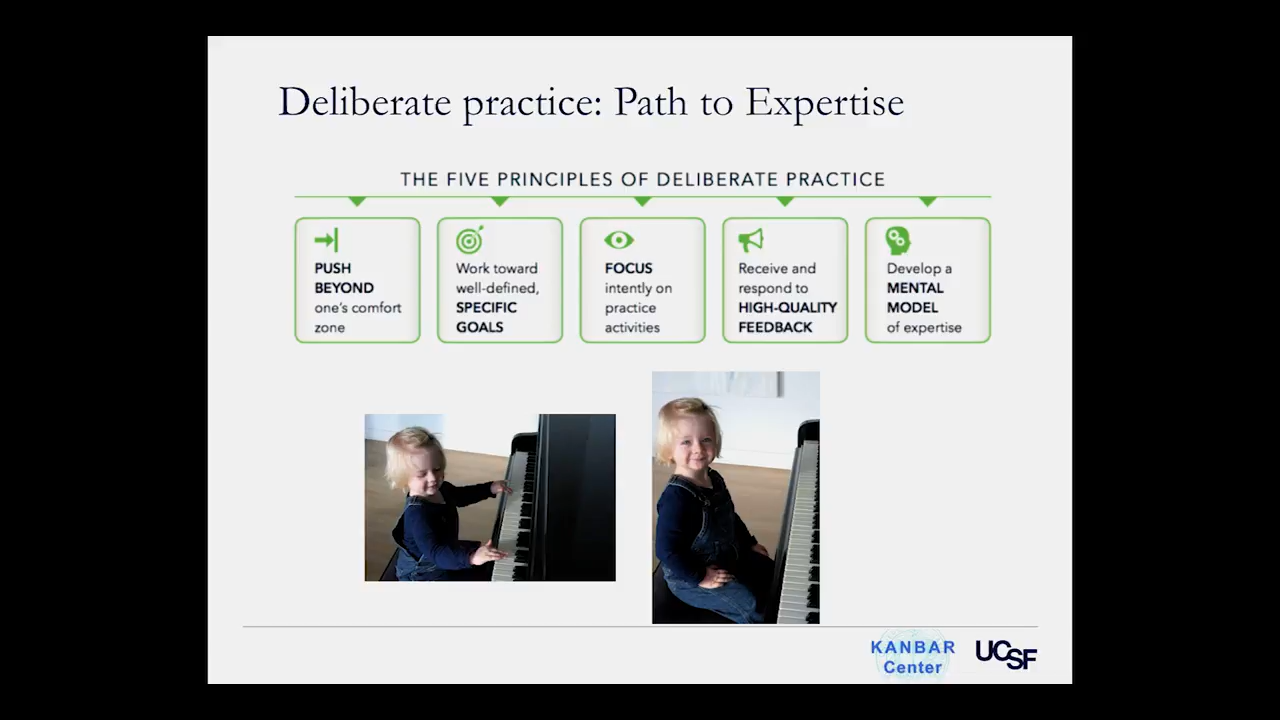 Deliberate practice: Path to Expertise
THE FIVE PRINCIPLES OF DELIBERATE PRACTICE
PUSH
BEYOND
one's comfort
zone
Work toward
well-defined,
SPECIFIC
GOALS
FOCUS
intently on
practice
activities
Receive and
respond to
HIGH-QUALITY
FEEDBACK
Develop a
MENTAL
MODEL
of expertise
KANBAR
Center
UCSF